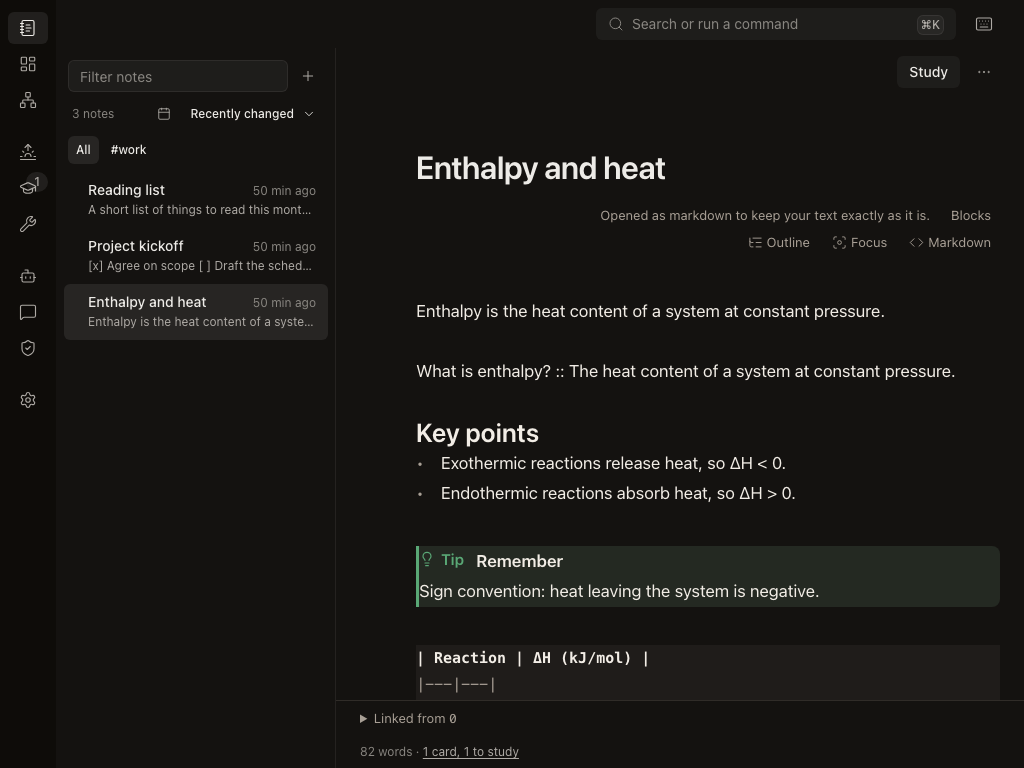 Search or run a command
⌘K
Filter notes
3 notes
Recently changed
All
#work
1
Reading list
50 min ago
A short list of things to read this mont…
Project kickoff
50 min ago
[x] Agree on scope [ ] Draft the sched…
Enthalpy and heat
50 min ago
Enthalpy is the heat content of a syste…
Study
Enthalpy and heat
Opened as markdown to keep your text exactly as it is.
Blocks
Outline
Focus
Markdown
Enthalpy is the heat content of a system at constant pressure.
What is enthalpy? :: The heat content of a system at constant pressure.
Key points
• Exothermic reactions release heat, so ΔH < 0.
• Endothermic reactions absorb heat, so ΔH > 0.
Tip Remember
Sign convention: heat leaving the system is negative.
| Reaction | ΔH (kJ/mol) |
|---|---|
Linked from 0
82 words · 1 card, 1 to study